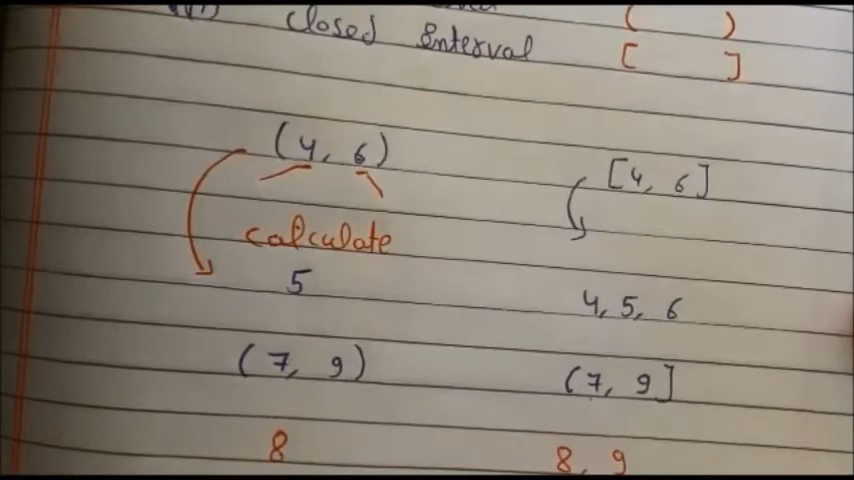 ( )
Closed Interval [ ]
(4, 6) [4, 6]
calculate
5 4, 5, 6
(7, 9) (7, 9]
8 8, 9